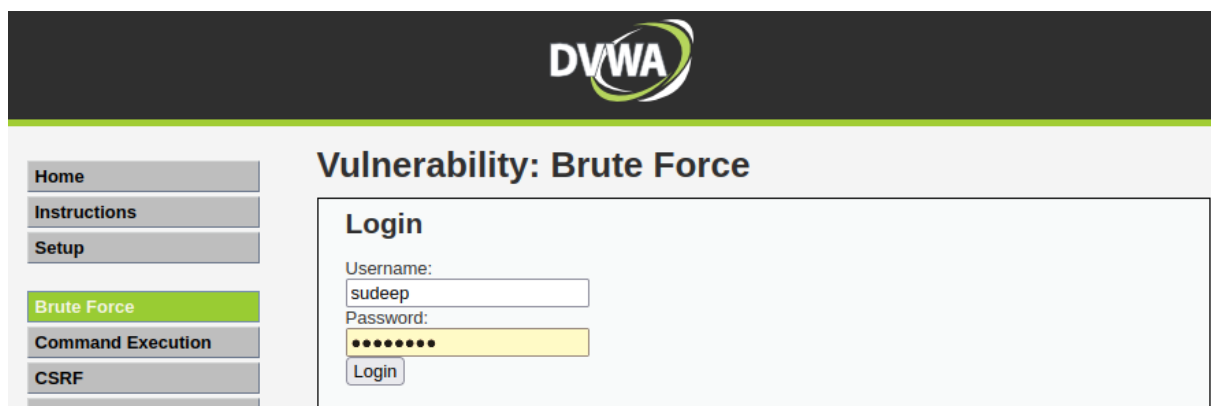 DVWA
Home
Instructions
Setup
Brute Force
Command Execution
CSRF
Vulnerability: Brute Force
Login
Username:
sudeep
Password:
••••••••
Login